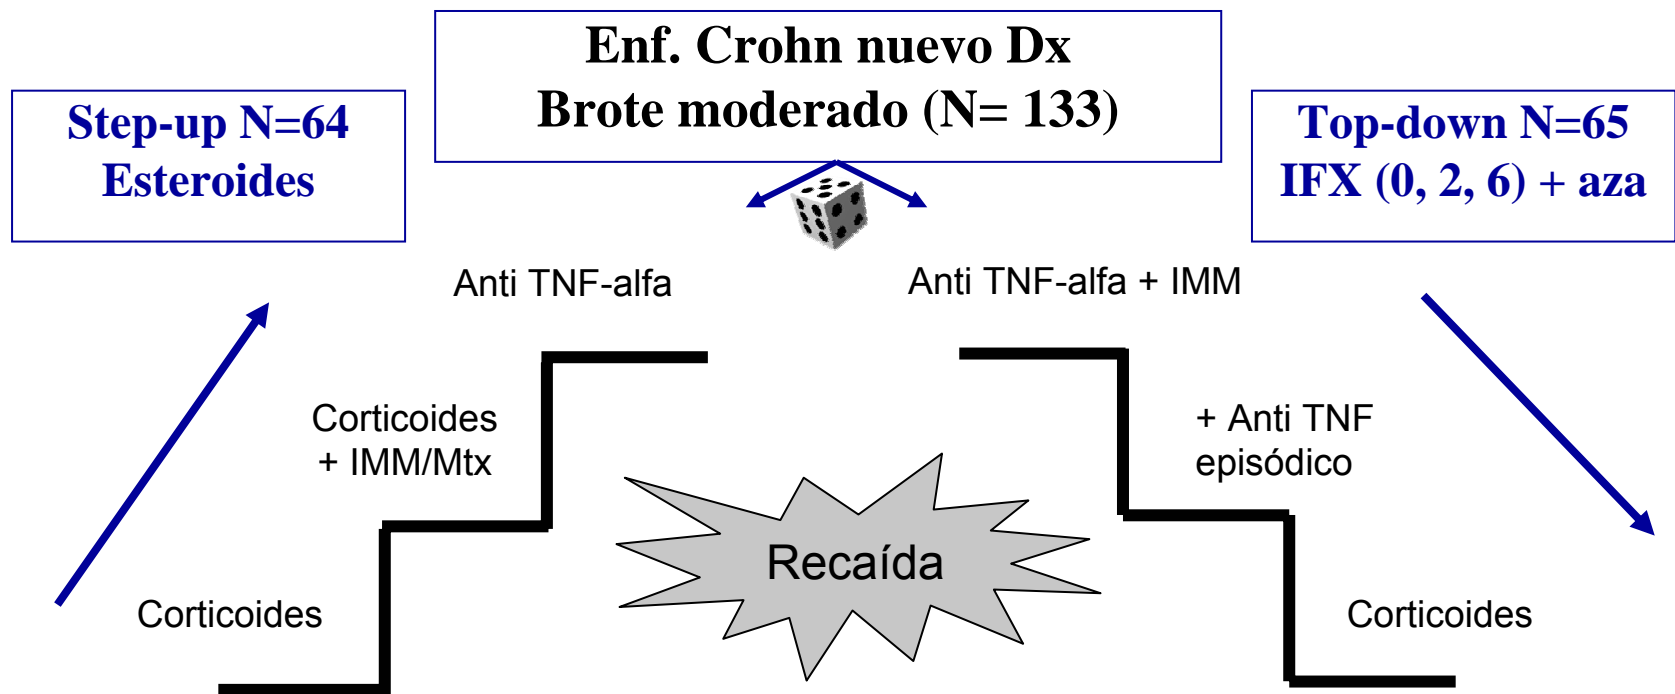 Enf. Crohn nuevo Dx
Brote moderado (N= 133)
Step-up N=64
Esteroides
Top-down N=65
IFX (0, 2, 6) + aza
Anti TNF-alfa
Anti TNF-alfa + IMM
Corticoides
+ IMM/Mtx
+ Anti TNF
episódico
Recaída
Corticoides
Corticoides